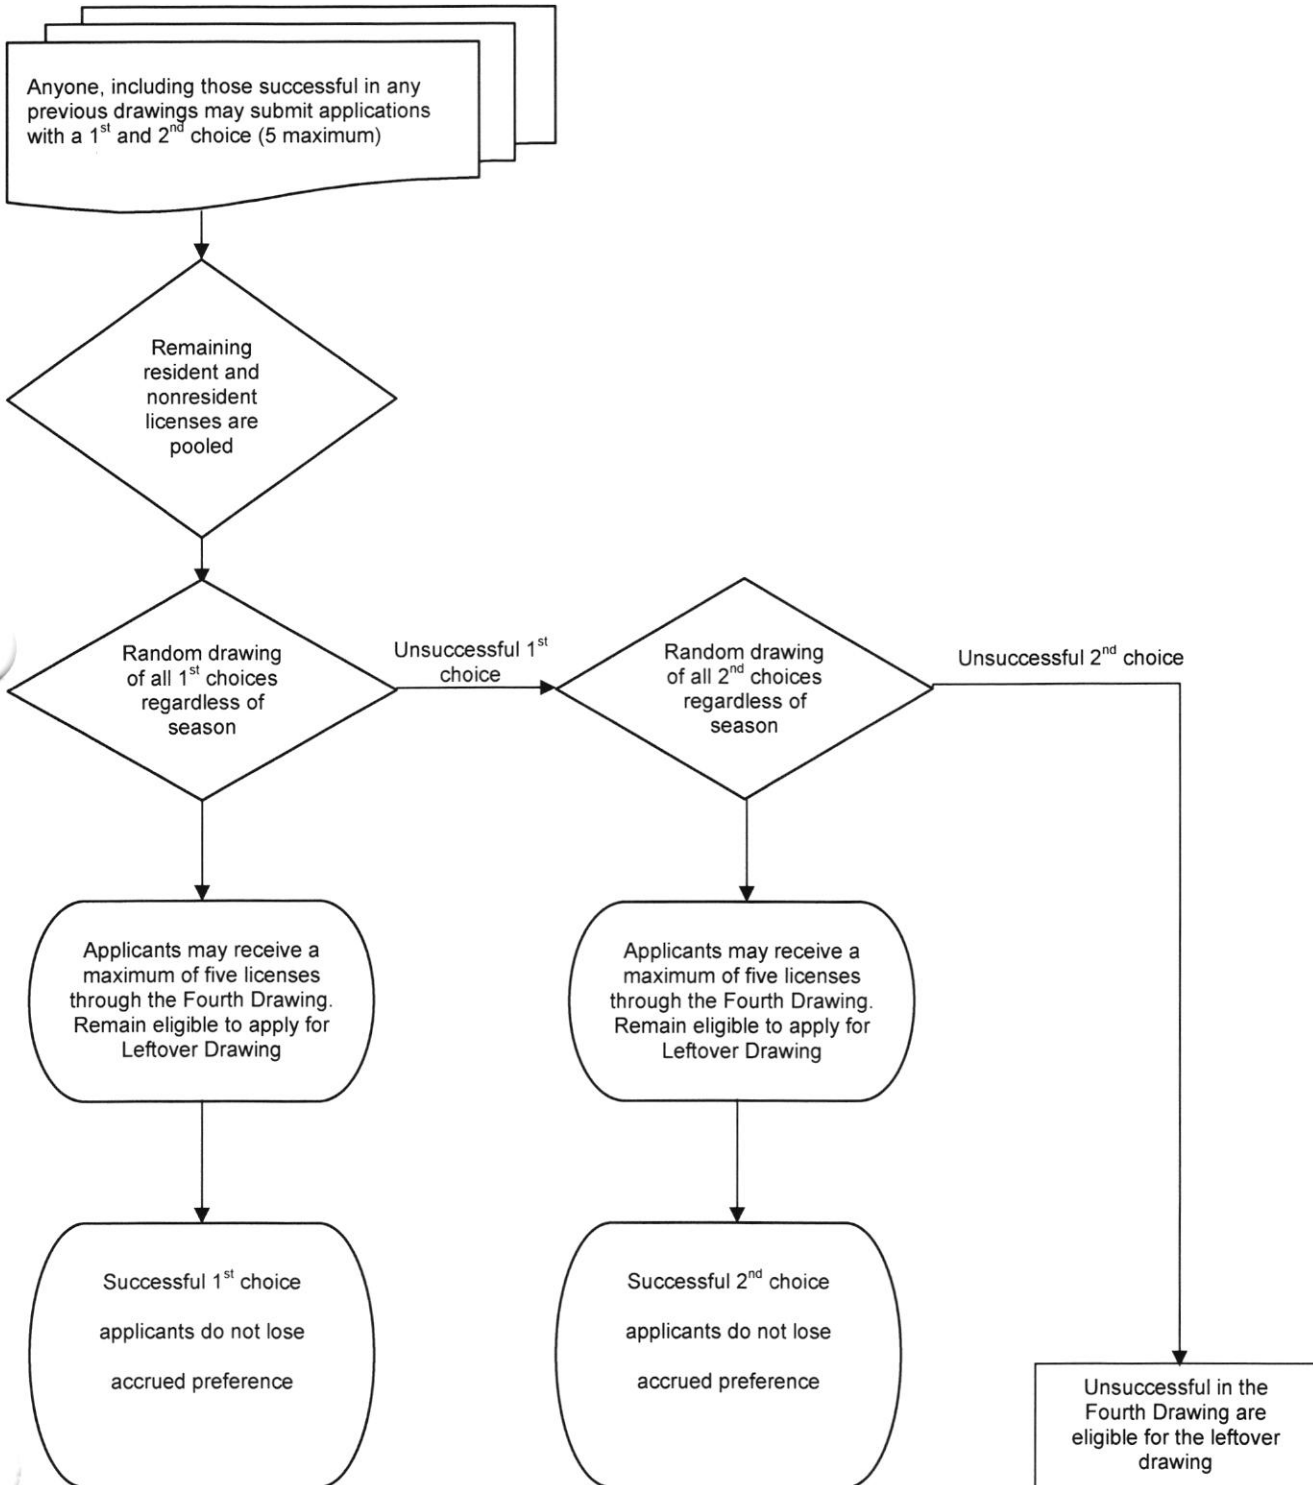 Anyone, including those successful in any
previous drawings may submit applications
with a 1st and 2nd choice (5 maximum)
Remaining
resident and
nonresident
licenses are
pooled
Random drawing
of all 1st choices
regardless of
season
Unsuccessful 1st
choice
Random drawing
of all 2nd choices
regardless of
season
Unsuccessful 2nd choice
Applicants may receive a
maximum of five licenses
through the Fourth Drawing.
Remain eligible to apply for
Leftover Drawing
Applicants may receive a
maximum of five licenses
through the Fourth Drawing.
Remain eligible to apply for
Leftover Drawing
Successful 1st choice
applicants do not lose
accrued preference
Successful 2nd choice
applicants do not lose
accrued preference
Unsuccessful in the
Fourth Drawing are
eligible for the leftover
drawing